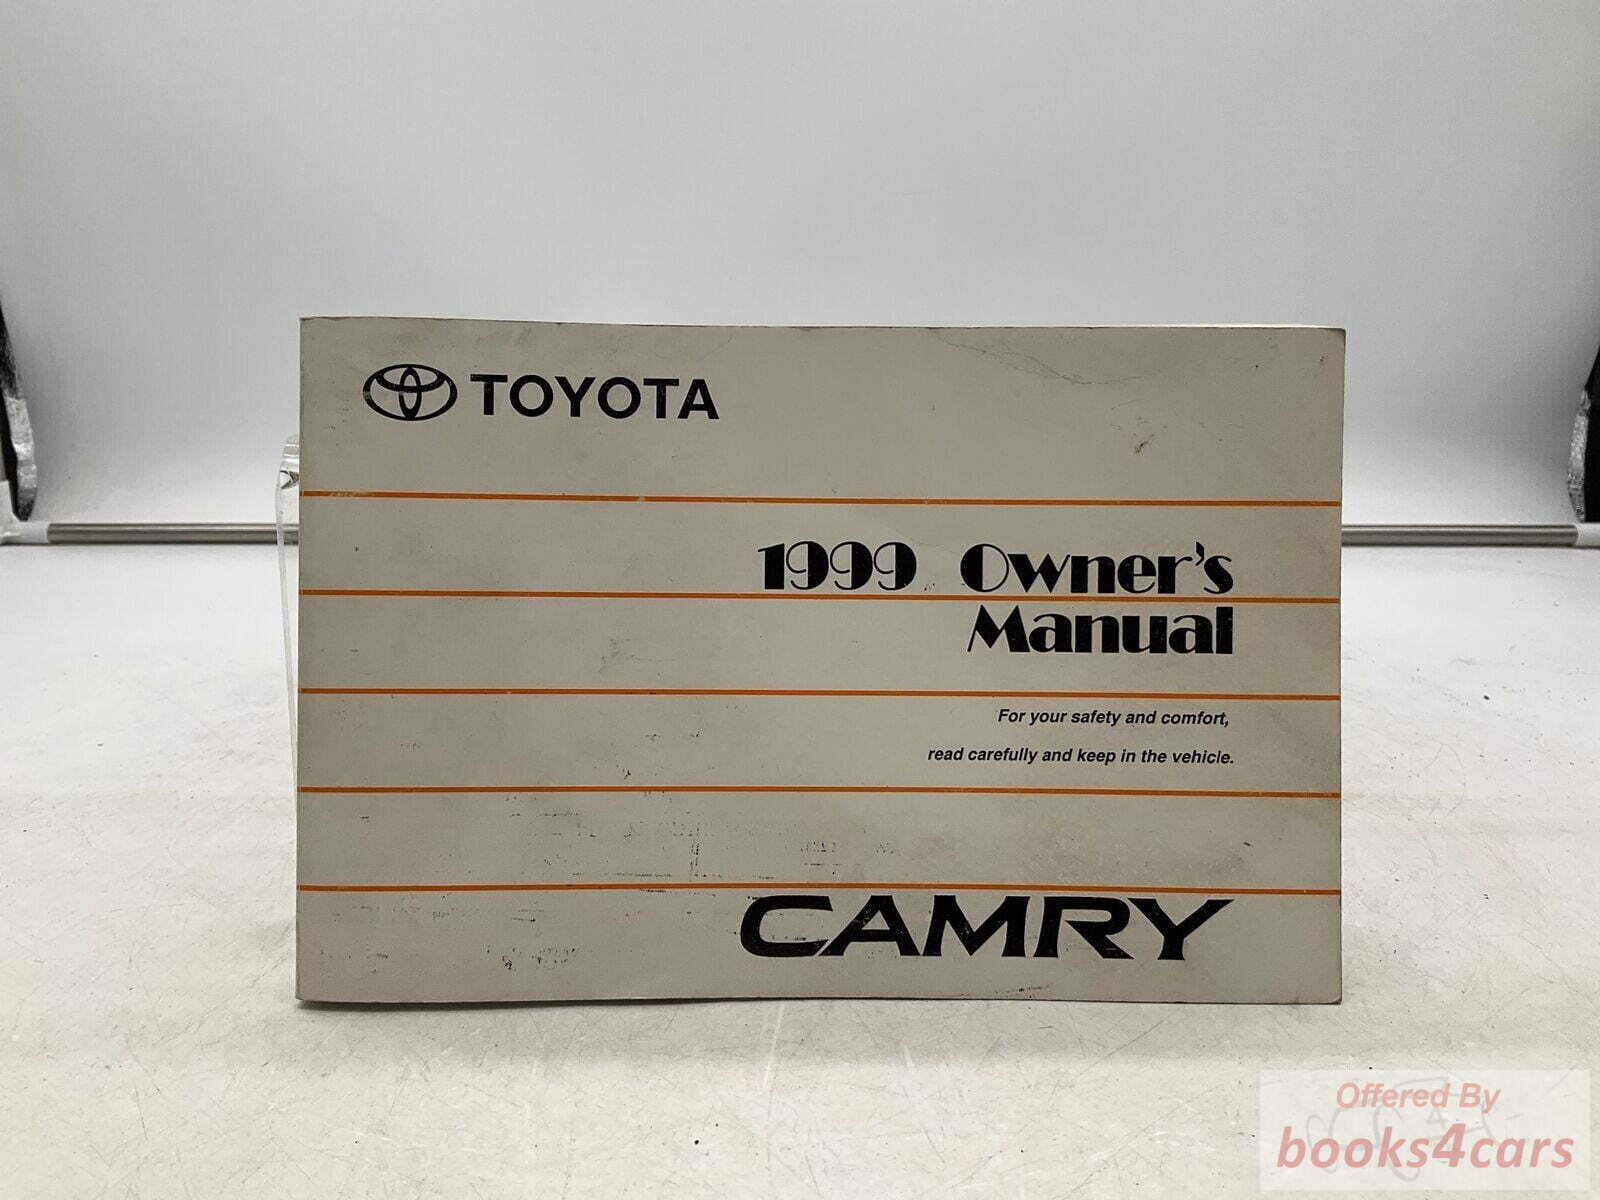 TOYOTA
1999 Owner's
Manual
For your safety and comfort,
read carefully and keep in the vehicle.
CAMRY
Offered By
books4cars